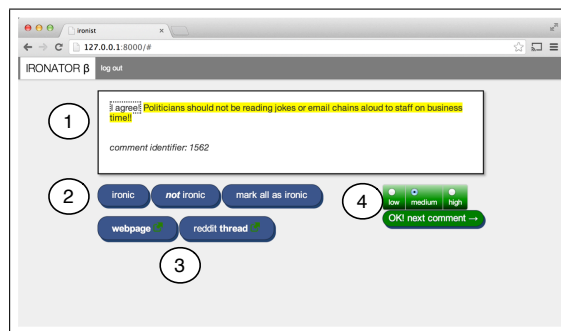 ironist
127.0.0.1:8000/#
IRONATOR β log out
1
I agree!! Politicians should not be reading jokes or email chains aloud to staff on business
time!!
comment identifier: 1562
2
ironic not ironic mark all as ironic
4
low medium high
webpage reddit thread
OK! next comment →
3